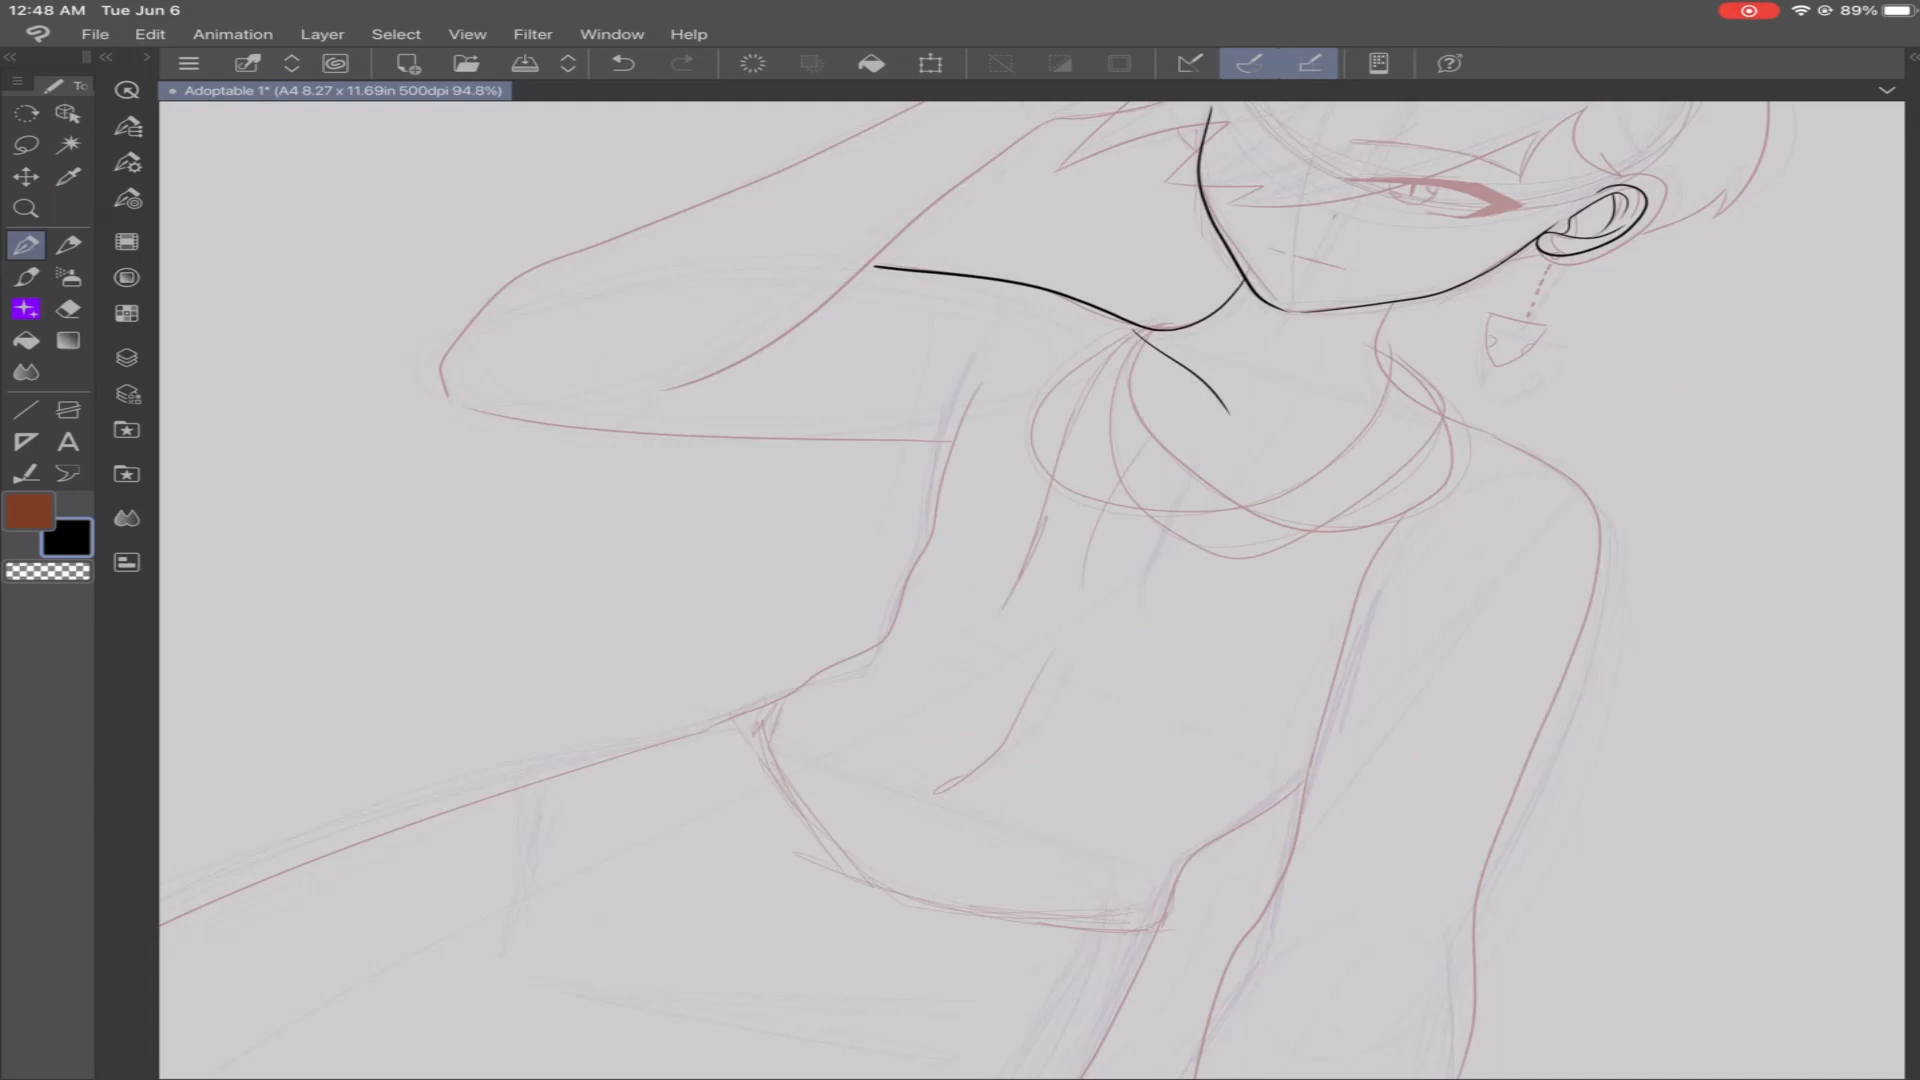 12:48 AM Tue Jun 6 89%
File Edit Animation Layer Select View Filter Window Help
Adoptable 1* (A4 8.27 x 11.69in 500dpi 94.8%)
To
A